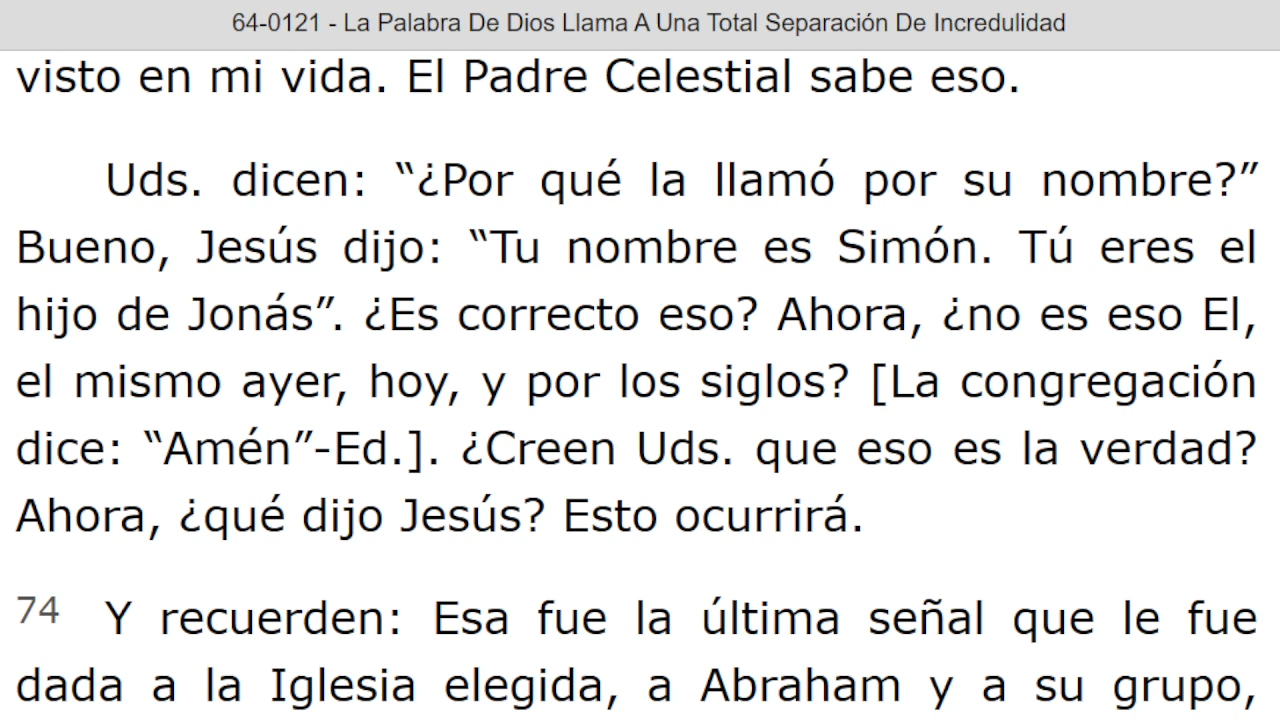 64-0121 - La Palabra De Dios Llama A Una Total Separación De Incredulidad
visto en mi vida. El Padre Celestial sabe eso.
Uds. dicen: “¿Por qué la llamó por su nombre?”
Bueno, Jesús dijo: “Tu nombre es Simón. Tú eres el
hijo de Jonás”. ¿Es correcto eso? Ahora, ¿no es eso El,
el mismo ayer, hoy, y por los siglos? [La congregación
dice: “Amén”-Ed.]. ¿Creen Uds. que eso es la verdad?
Ahora, ¿qué dijo Jesús? Esto ocurrirá.
74 Y recuerden: Esa fue la última señal que le fue
dada a la Iglesia elegida, a Abraham y a su grupo,